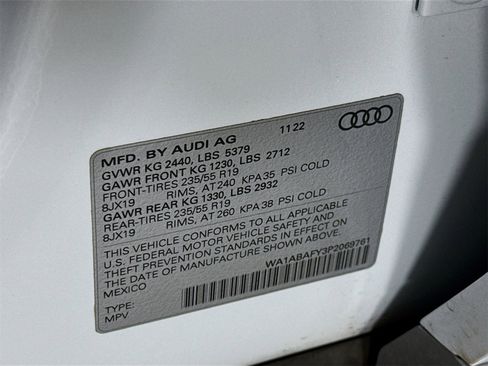 MFD. BY AUDI AG 11 22
GVWR KG 2440, LBS 5379
GAWR FRONT KG 1230, LBS 2712
FRONT-TIRES 235/55 R19
8JX19 RIMS, AT 240 KPA 35 PSI COLD
GAWR REAR KG 1330, LBS 2932
REAR-TIRES 235/55 R19
8JX19 RIMS, AT 260 KPA 38 PSI COLD
THIS VEHICLE CONFORMS TO ALL APPLICABLE
U.S. FEDERAL MOTOR VEHICLE SAFETY AND
THEFT PREVENTION STANDARDS IN EFFECT ON
THE DATE OF MANUFACTURE SHOWN ABOVE.
MEXICO
WA1ABAFY3P2069761
TYPE:
MPV